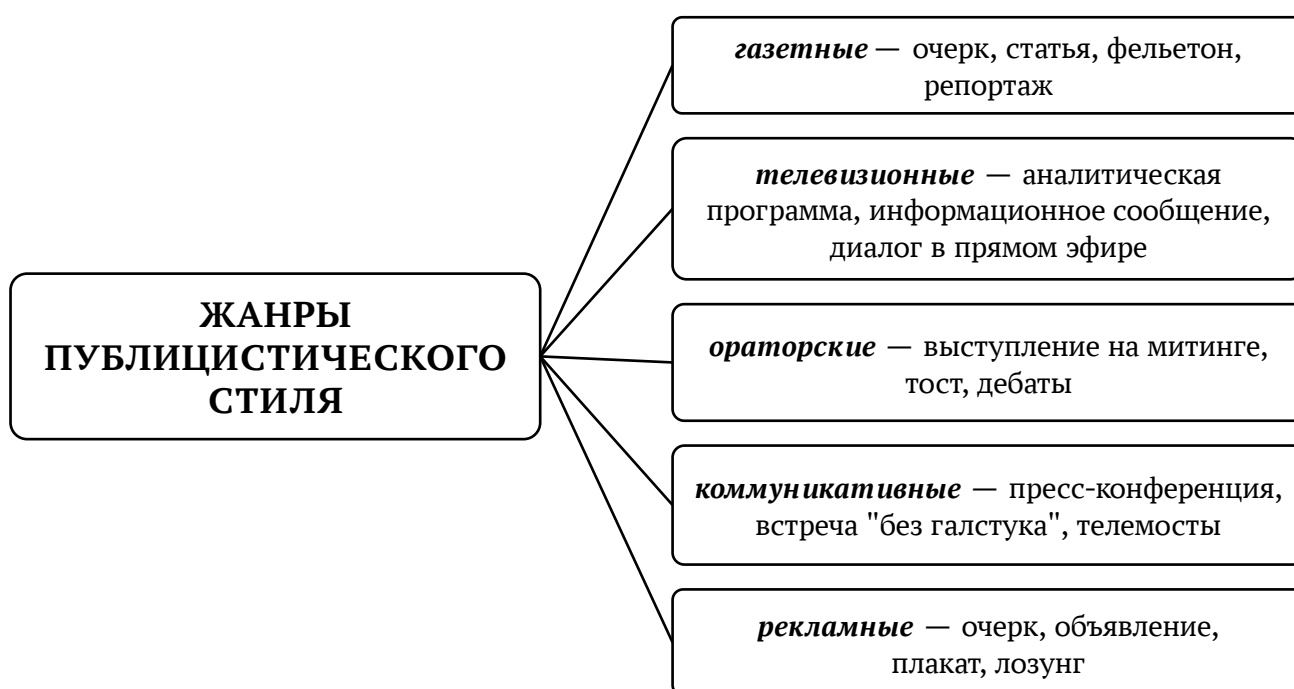 газетные — очерк, статья, фельетон,
репортаж
телевизионные — аналитическая
программа, информационное сообщение,
диалог в прямом эфире
ЖАНРЫ
ПУБЛИЦИСТИЧЕСКОГО
СТИЛЯ
ораторские — выступление на митинге,
тост, дебаты
коммуникативные — пресс-конференция,
встреча "без галстука", телемосты
рекламные — очерк, объявление,
плакат, лозунг